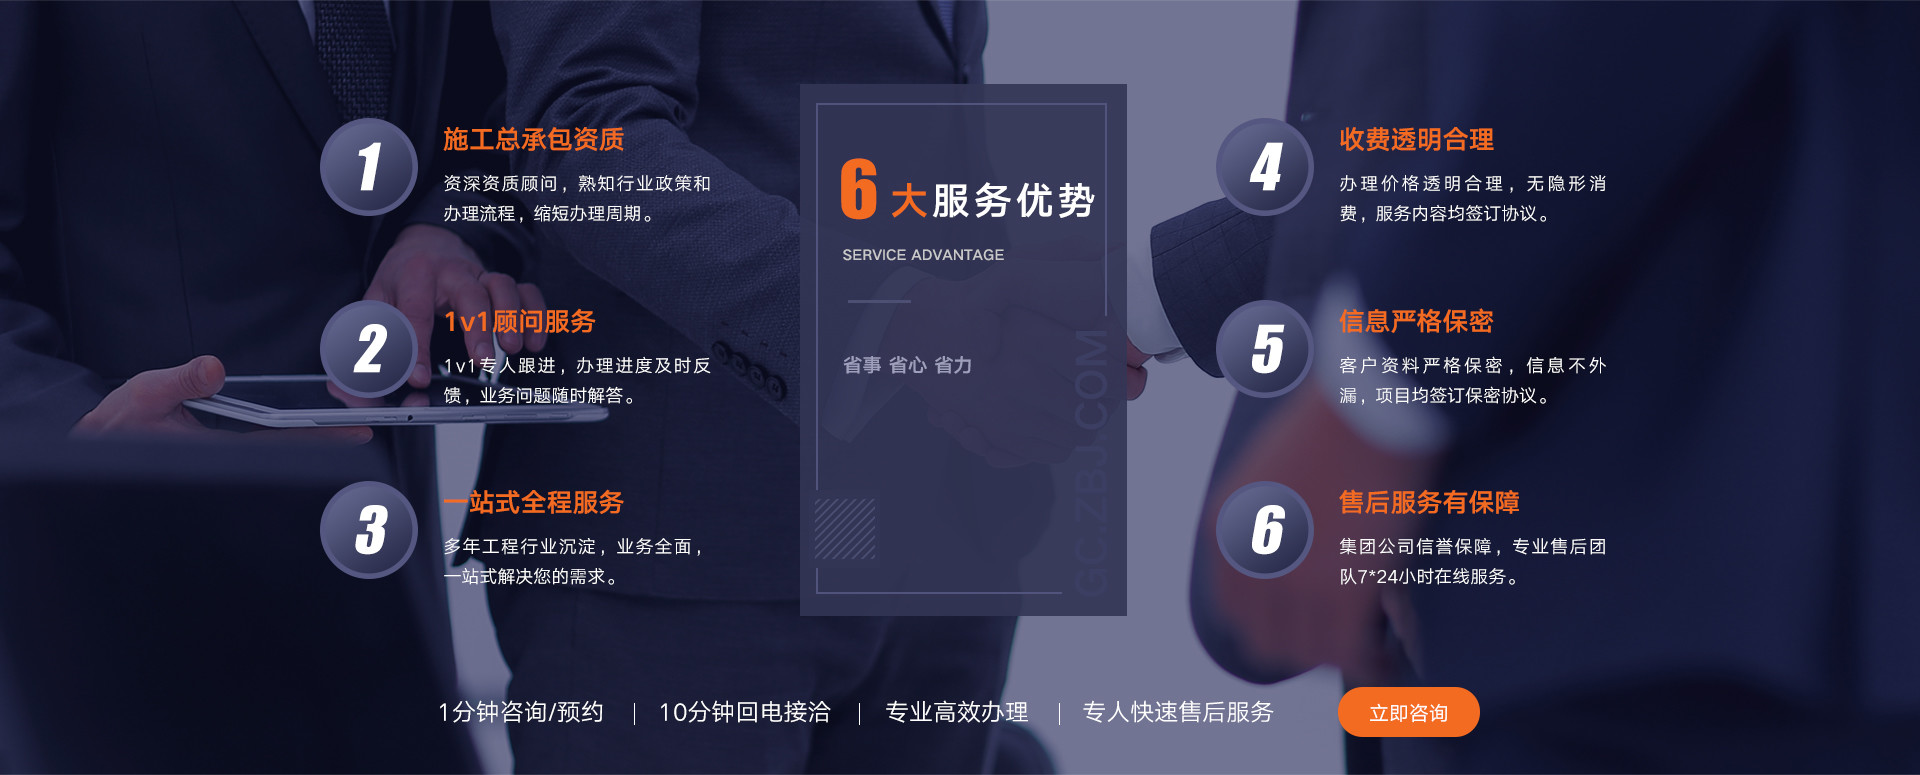 1
施工总承包资质
资深资质顾问，熟知行业政策和
办理流程，缩短办理周期。
2
1v1顾问服务
1v1专人跟进，办理进度及时反
馈，业务问题随时解答。
3
一站式全程服务
多年工程行业沉淀，业务全面，
一站式解决您的需求。
6大服务优势
SERVICE ADVANTAGE
省事 省心 省力
GC.ZBJ.COM
4
收费透明合理
办理价格透明合理，无隐形消
费，服务内容均签订协议。
5
信息严格保密
客户资料严格保密，信息不外
漏，项目均签订保密协议。
6
售后服务有保障
集团公司信誉保障，专业售后团
队7*24小时在线服务。
1分钟咨询/预约 | 10分钟回电接洽 | 专业高效办理 | 专人快速售后服务
立即咨询